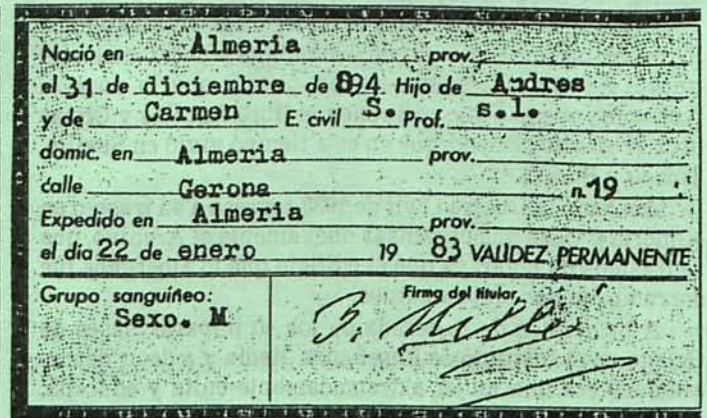 Nació en Almeria prov.
el 31 de diciembre de 894 Hijo de Andres
y de Carmen E. civil S. Prof. s.l.
domic. en Almeria prov.
calle Gerona n. 19
Expedido en Almeria prov.
el dia 22 de enero 19 83 VALIDEZ PERMANENTE
Grupo sanguíneo:
Sexo. M
Firma del titular